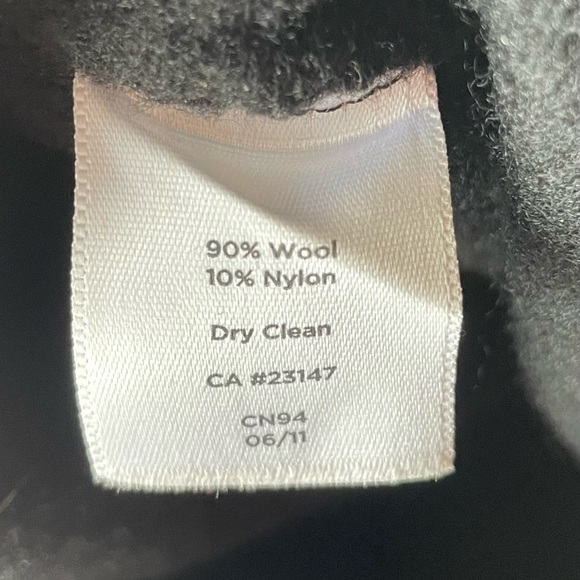 90% Wool
10% Nylon
Dry Clean
CA #23147
CN94
06/11